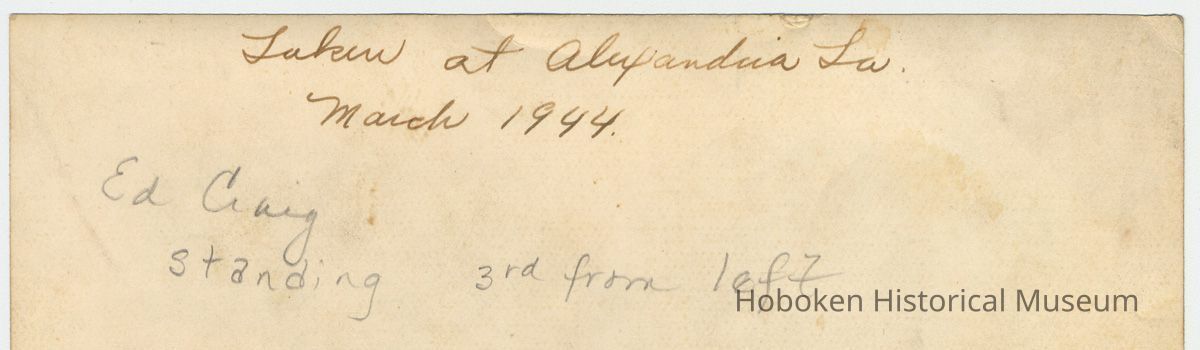 Taken at Alexandria La.
March 1944.
Ed Craig
standing 3rd from left
Hoboken Historical Museum